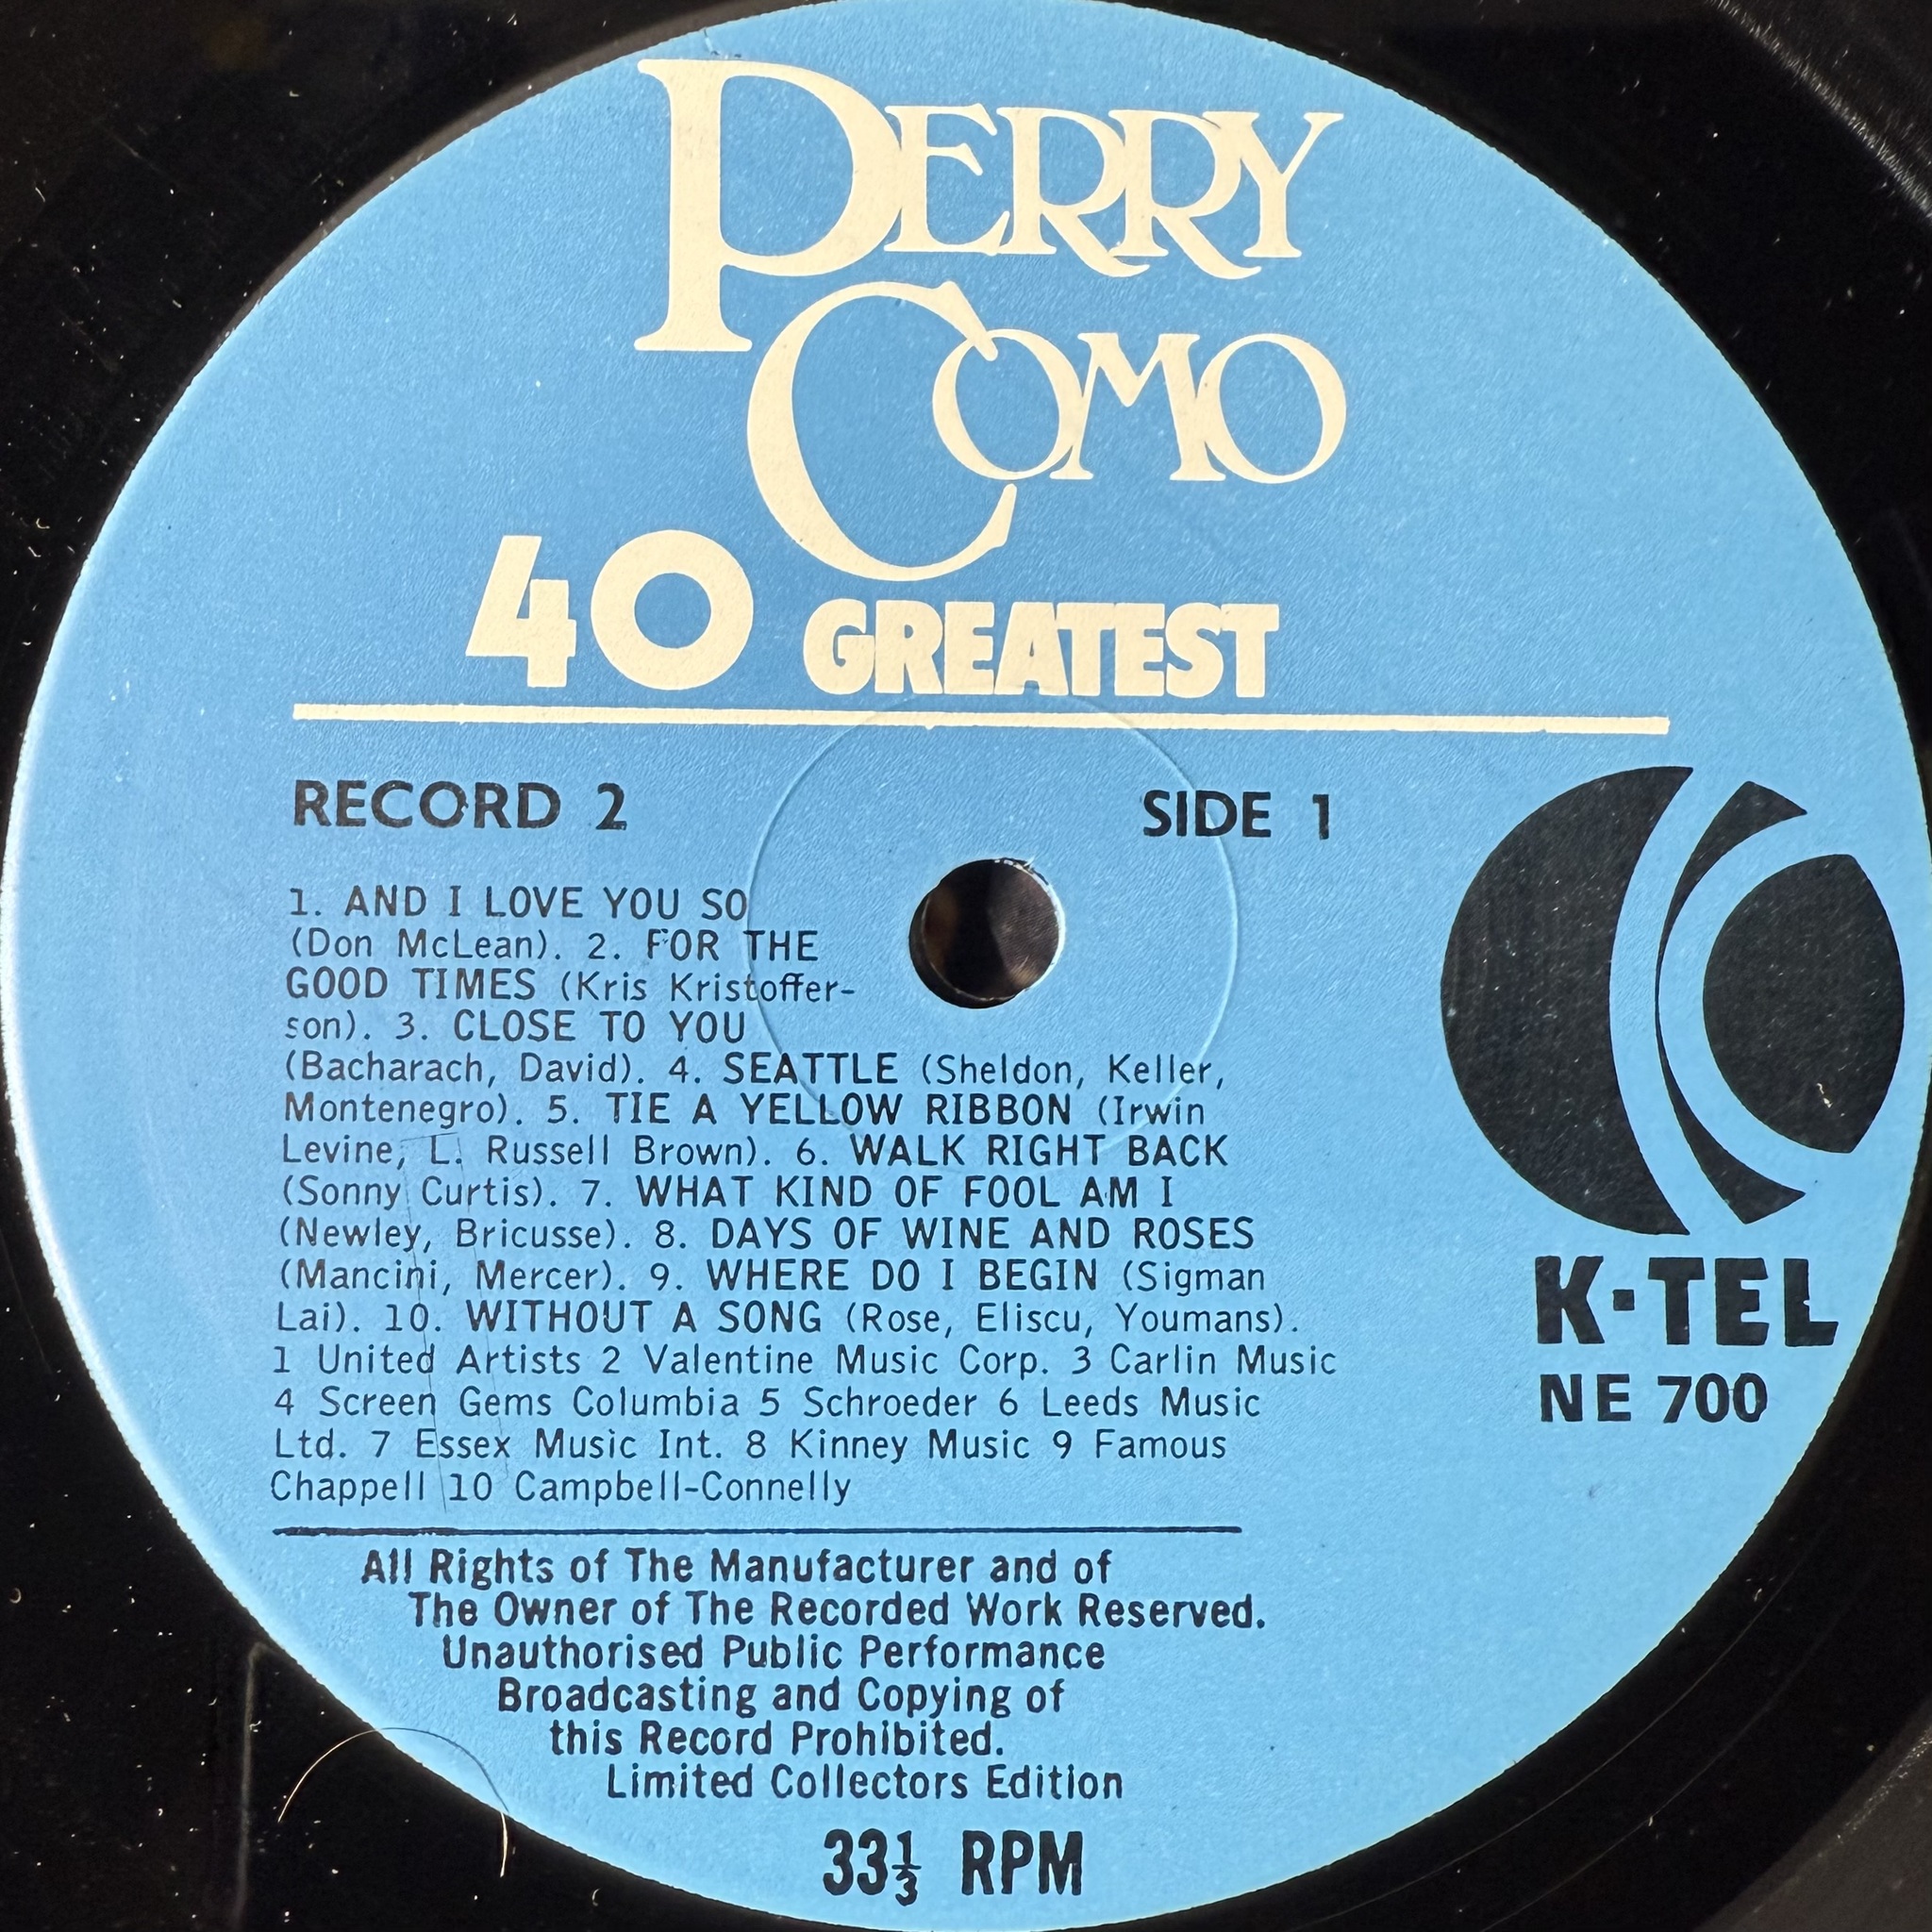 PERRY
COMO
40 GREATEST
RECORD 2 SIDE 1
1. AND I LOVE YOU SO
(Don McLean). 2. FOR THE
GOOD TIMES (Kris Kristoffer-
son). 3. CLOSE TO YOU
(Bacharach, David). 4. SEATTLE (Sheldon, Keller,
Montenegro). 5. TIE A YELLOW RIBBON (Irwin
Levine, L. Russell Brown). 6. WALK RIGHT BACK
(Sonny Curtis). 7. WHAT KIND OF FOOL AM I
(Newley, Bricusse). 8. DAYS OF WINE AND ROSES
(Mancini, Mercer). 9. WHERE DO I BEGIN (Sigman
Lai). 10. WITHOUT A SONG (Rose, Eliscu, Youmans).
1 United Artists 2 Valentine Music Corp. 3 Carlin Music
4 Screen Gems Columbia 5 Schroeder 6 Leeds Music
Ltd. 7 Essex Music Int. 8 Kinney Music 9 Famous
Chappell 10 Campbell-Connelly
K-TEL
NE 700
All Rights of The Manufacturer and of
The Owner of The Recorded Work Reserved.
Unauthorised Public Performance
Broadcasting and Copying of
this Record Prohibited.
Limited Collectors Edition
33⅓ RPM